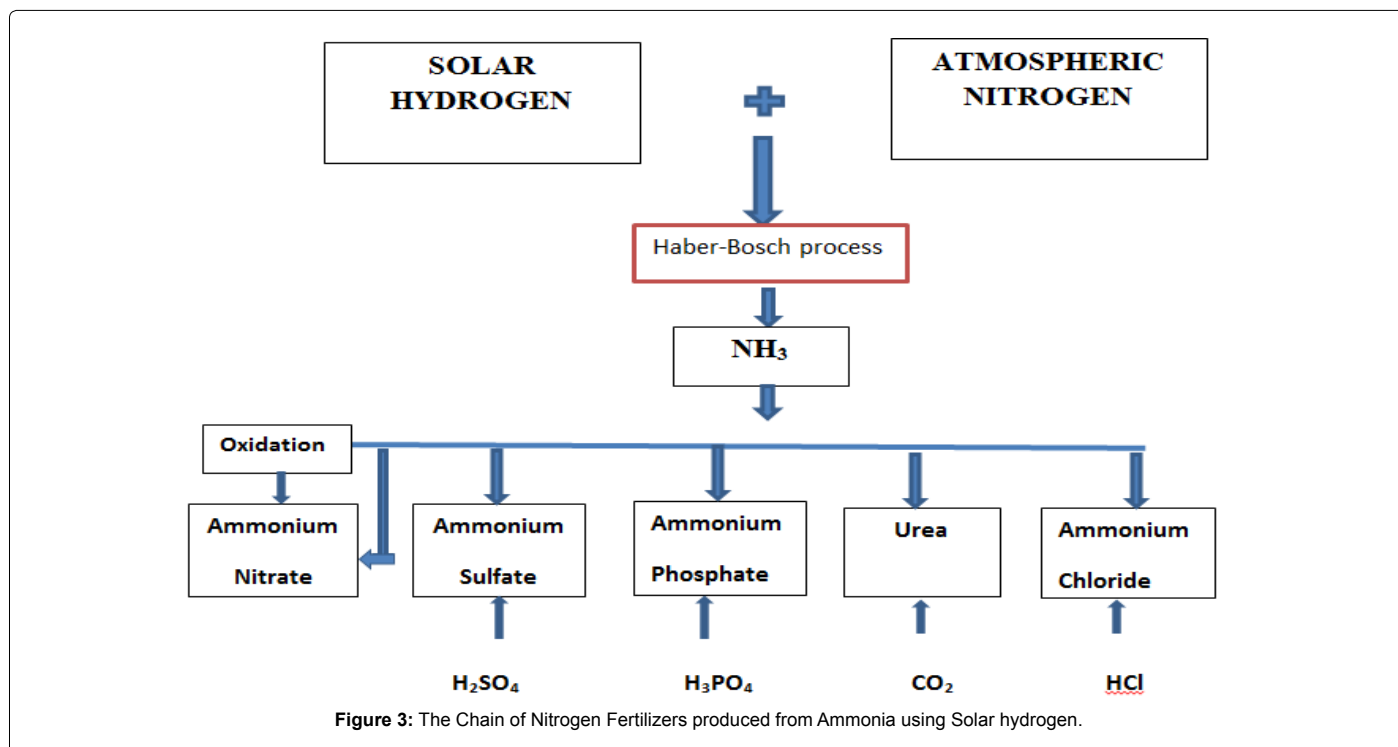 SOLAR
HYDROGEN
ATMOSPHERIC
NITROGEN
Haber-Bosch process
NH₃
Oxidation
Ammonium
Nitrate
Ammonium
Sulfate
Ammonium
Phosphate
Urea
Ammonium
Chloride
H₂SO₄
H₃PO₄
CO₂
HCl
Figure 3: The Chain of Nitrogen Fertilizers produced from Ammonia using Solar hydrogen.